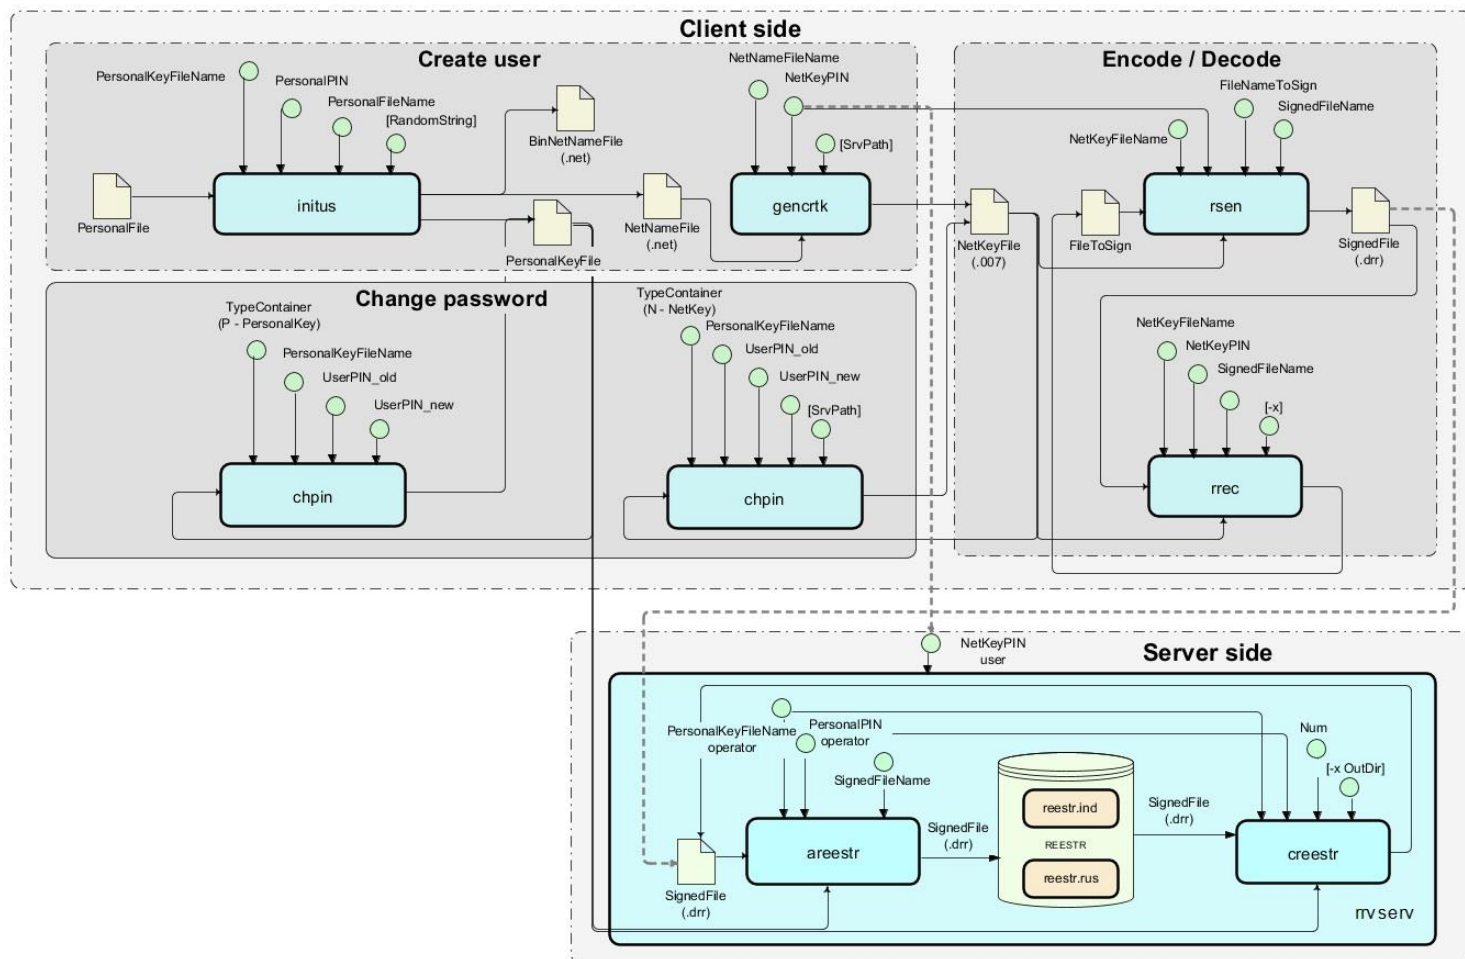 Client side
Create user
PersonalKeyFileName
PersonalPIN
PersonalFileName
[RandomString]
PersonalFile
initus
BinNetNameFile
(.net)
NetNameFile
(.net)
PersonalKeyFile
NetNameFileName
NetKeyPIN
[SrvPath]
gencrtk
Encode / Decode
FileNameToSign
SignedFileName
NetKeyFileName
NetKeyFile
(.007)
FileToSign
rsen
SignedFile
(.drr)
NetKeyFileName
NetKeyPIN
SignedFileName
[-x]
rrec
Change password
TypeContainer
(P - PersonalKey)
PersonalKeyFileName
UserPIN_old
UserPIN_new
chpin
TypeContainer
(N - NetKey)
PersonalKeyFileName
UserPIN_old
UserPIN_new
[SrvPath]
chpin
Server side
NetKeyPIN
user
PersonalKeyFileName
operator
PersonalPIN
operator
SignedFileName
SignedFile
(.drr)
areestr
SignedFile
(.drr)
reestr.ind
REESTR
reestr.rus
SignedFile
(.drr)
Num
[-x OutDir]
creestr
rrvserv